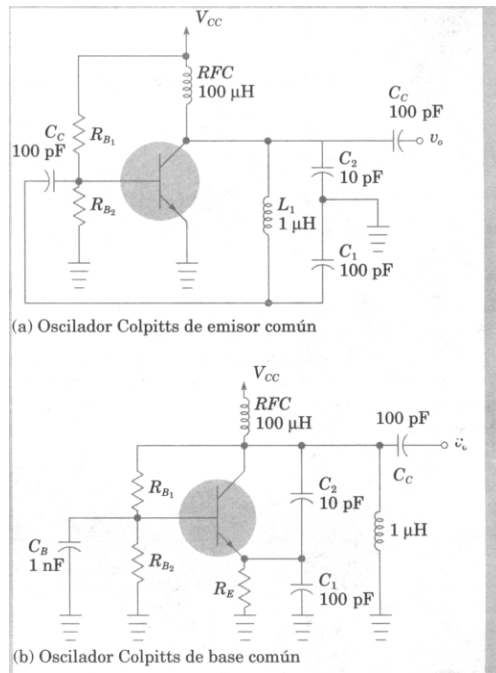 V_CC
RFC
100 μH
C_C
100 pF
v_o
C_C
100 pF
R_B1
R_B2
C_2
10 pF
L_1
1 μH
C_1
100 pF
(a) Oscilador Colpitts de emisor común
V_CC
RFC
100 μH
100 pF
v_o
C_C
R_B1
C_2
10 pF
1 μH
C_B
1 nF
R_B2
R_E
C_1
100 pF
(b) Oscilador Colpitts de base común